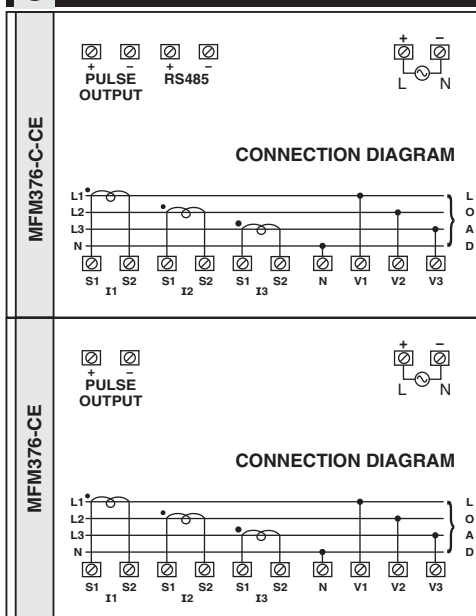 MFM376-C-CE
+ – + –
PULSE OUTPUT
RS485
+ –
L N
CONNECTION DIAGRAM
L1
L2
L3
N
L
O
A
D
S1 S2 S1 S2 S1 S2 N V1 V2 V3
I1 I2 I3
MFM376-CE
+ –
PULSE OUTPUT
+ –
L N
CONNECTION DIAGRAM
L1
L2
L3
N
L
O
A
D
S1 S2 S1 S2 S1 S2 N V1 V2 V3
I1 I2 I3